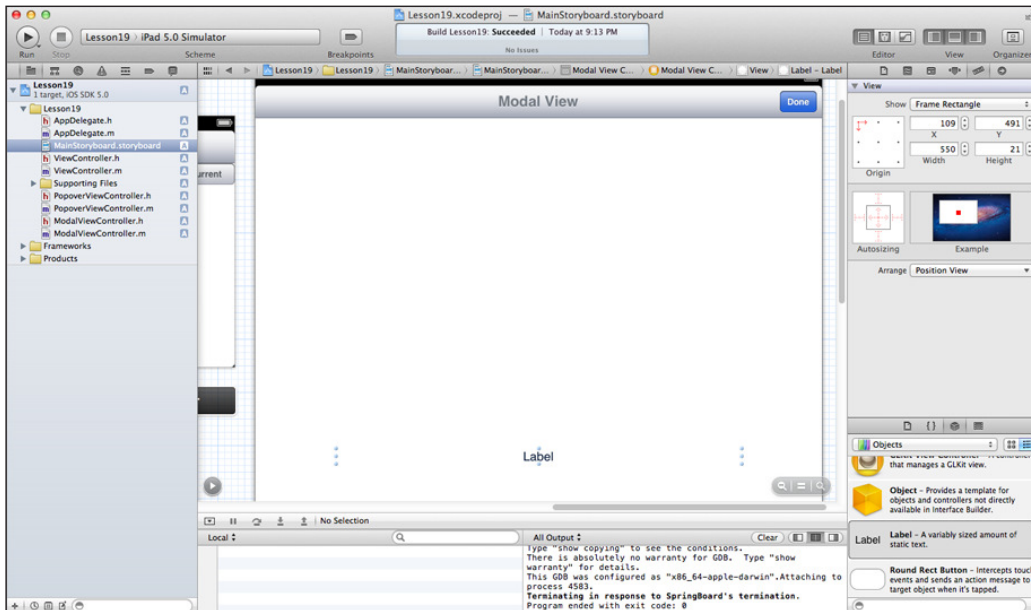 Lesson19.xcodeproj — MainStoryboard.storyboard
Lesson19 › iPad 5.0 Simulator
Build Lesson19: Succeeded | Today at 9:13 PM
No Issues
Run Stop Scheme Breakpoints Editor View Organizer
Lesson19
1 target, iOS SDK 5.0
Lesson19
AppDelegate.h
AppDelegate.m
MainStoryboard.storyboard
ViewController.h
ViewController.m
Supporting Files
PopoverViewController.h
PopoverViewController.m
ModalViewController.h
ModalViewController.m
Frameworks
Products
Lesson19 › Lesson19 › MainStoryboar... › MainStoryboar... › Modal View C... › Modal View C... › View › Label – Label
urrent
Modal View
Done
Label
No Selection
Local
All Output
Clear
Type "show copying" to see the conditions.
There is absolutely no warranty for GDB. Type "show
warranty" for details.
This GDB was configured as "x86_64-apple-darwin".Attaching to
process 4583.
Terminating in response to SpringBoard's termination.
Program ended with exit code: 0
View
Show Frame Rectangle
109 491
X Y
550 21
Width Height
Origin
Autosizing Example
Arrange Position View
Objects
GLKit View Controller – A controller
that manages a GLKit view.
Object – Provides a template for
objects and controllers not directly
available in Interface Builder.
Label
Label – A variably sized amount of
static text.
Round Rect Button – Intercepts touch
events and sends an action message to
target object when it's tapped.